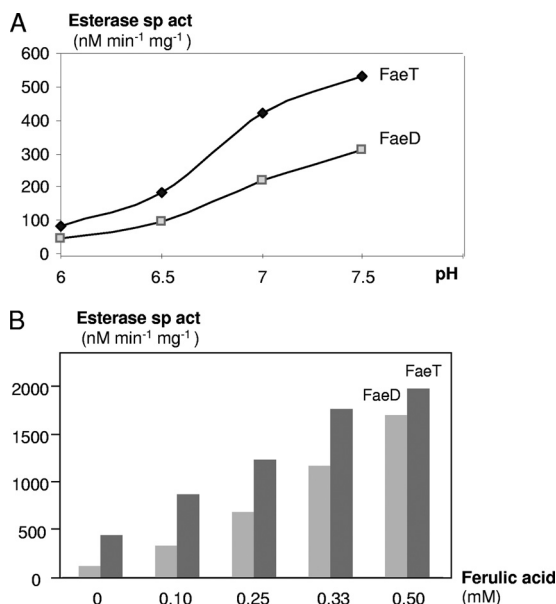 A
Esterase sp act
(nM min-1 mg-1 )
600
500
400
300
200
100
0
FaeT
FaeD
6 6.5 7 7.5 pH
B
Esterase sp act
(nM min-1 mg-1 )
2000
1500
1000
500
0
FaeT
FaeD
0 0.10 0.25 0.33 0.50
Ferulic acid
(mM)